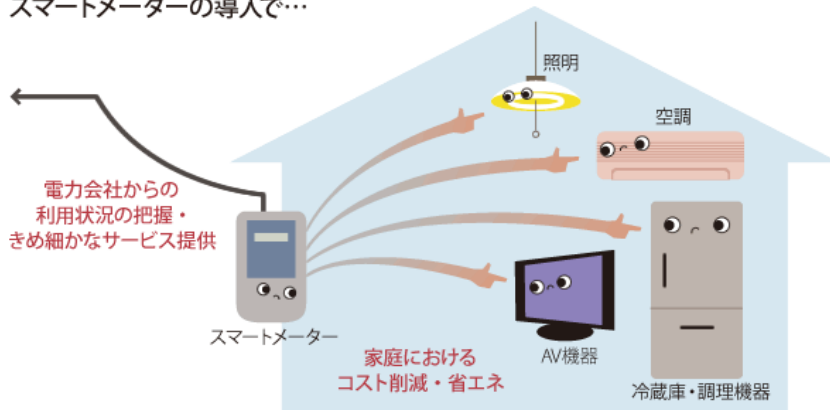 スマートメーターの導入で…
照明
空調
電力会社からの
利用状況の把握・
きめ細かなサービス提供
スマートメーター
家庭における
コスト削減・省エネ
AV機器
冷蔵庫・調理機器